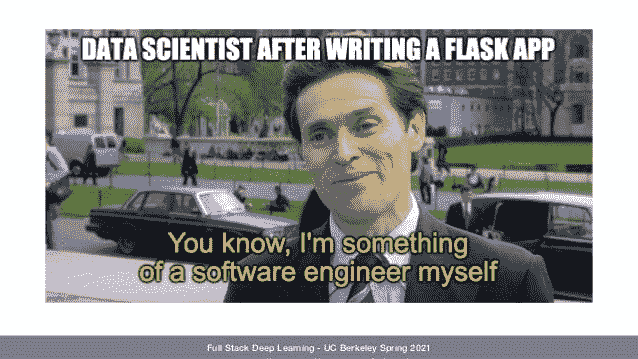 DATA SCIENTIST AFTER WRITING A FLASK APP
You know, I'm something
of a software engineer myself
Full Stack Deep Learning - UC Berkeley Spring 2021